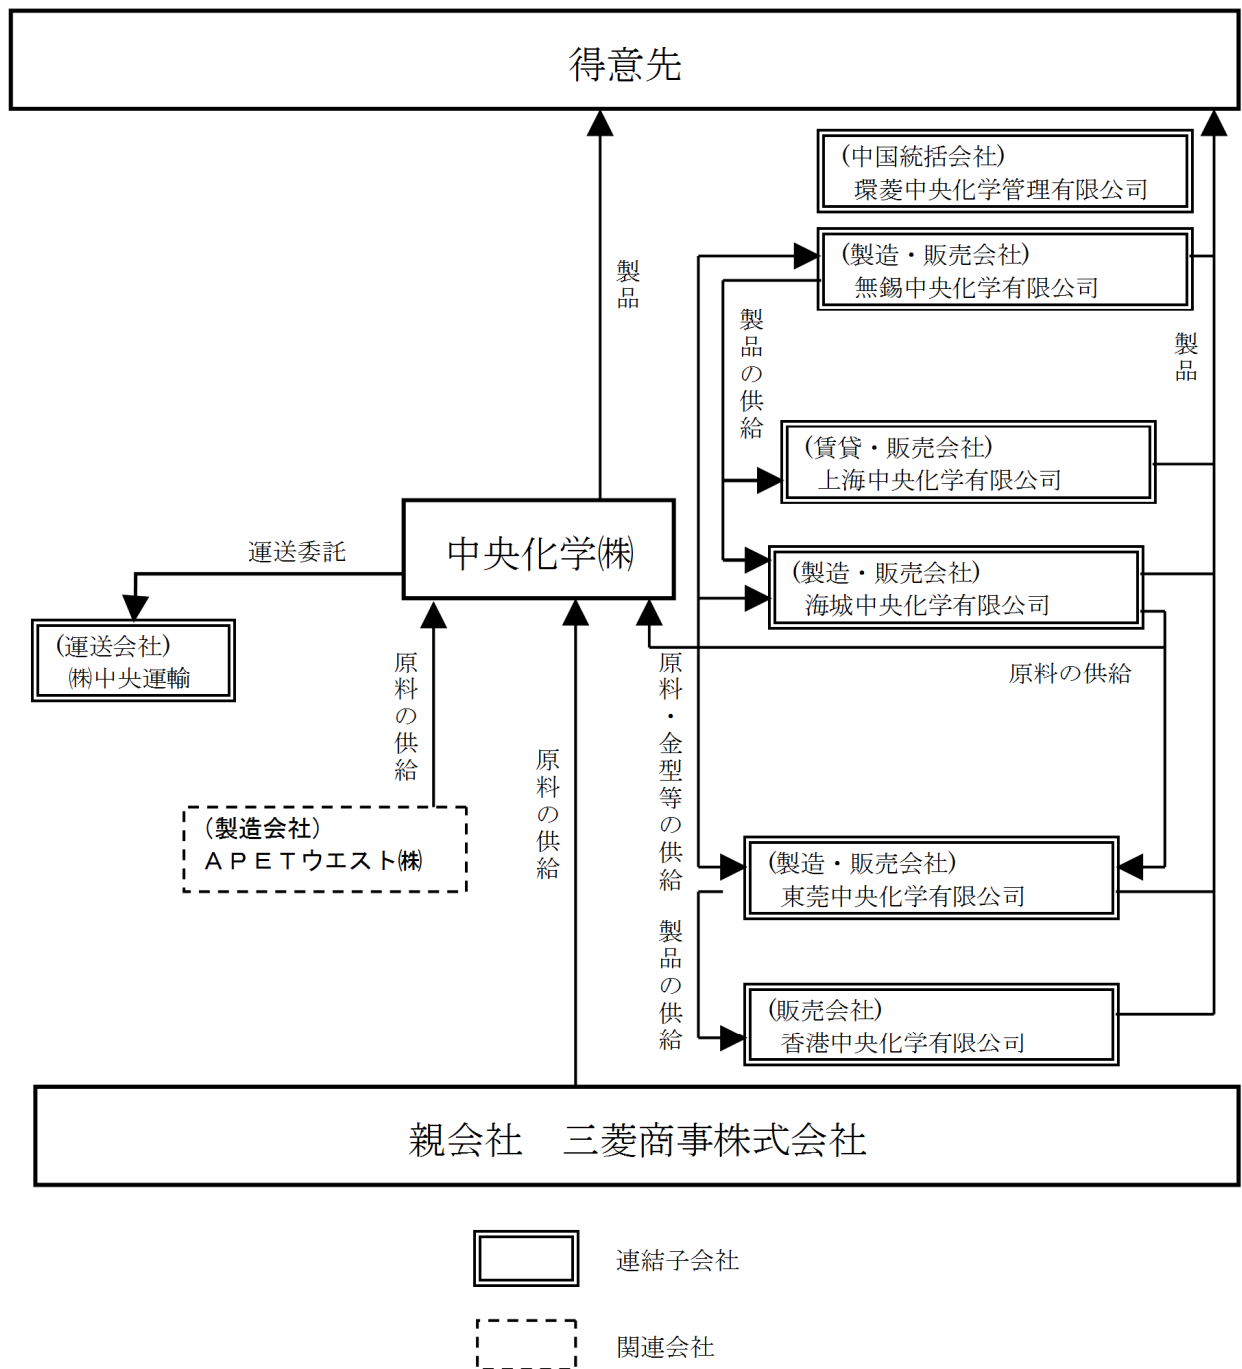 得意先
(中国統括会社)
環菱中央化学管理有限公司
(製造・販売会社)
無錫中央化学有限公司
製品
製品の供給
製品
(賃貸・販売会社)
上海中央化学有限公司
中央化学㈱
運送委託
(製造・販売会社)
海城中央化学有限公司
(運送会社)
㈱中央運輸
原料の供給
原料の供給
原料・金型等の供給
原料の供給
(製造会社)
ＡＰＥＴウエスト㈱
(製造・販売会社)
東莞中央化学有限公司
製品の供給
(販売会社)
香港中央化学有限公司
親会社　三菱商事株式会社
連結子会社
関連会社